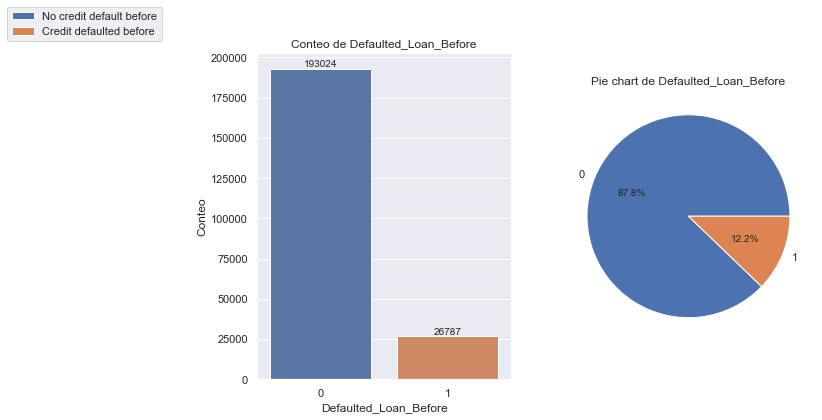 No credit default before
Credit defaulted before
Conteo de Defaulted_Loan_Before
200000
175000
150000
125000
100000
75000
50000
25000
0
Conteo
193024
26787
0
1
Defaulted_Loan_Before
Pie chart de Defaulted_Loan_Before
0
87.8%
12.2%
1